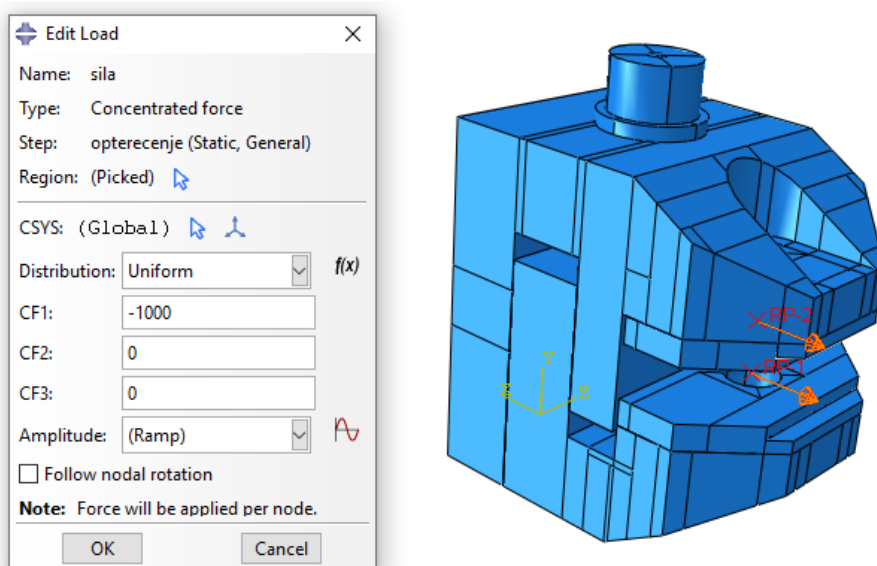 Edit Load
Name: sila
Type: Concentrated force
Step: opterecenje (Static, General)
Region: (Picked)
CSYS: (Global)
Distribution: Uniform f(x)
CF1: -1000
CF2: 0
CF3: 0
Amplitude: (Ramp)
Follow nodal rotation
Note: Force will be applied per node.
OK Cancel
RP-2
RP-1
Y
Z